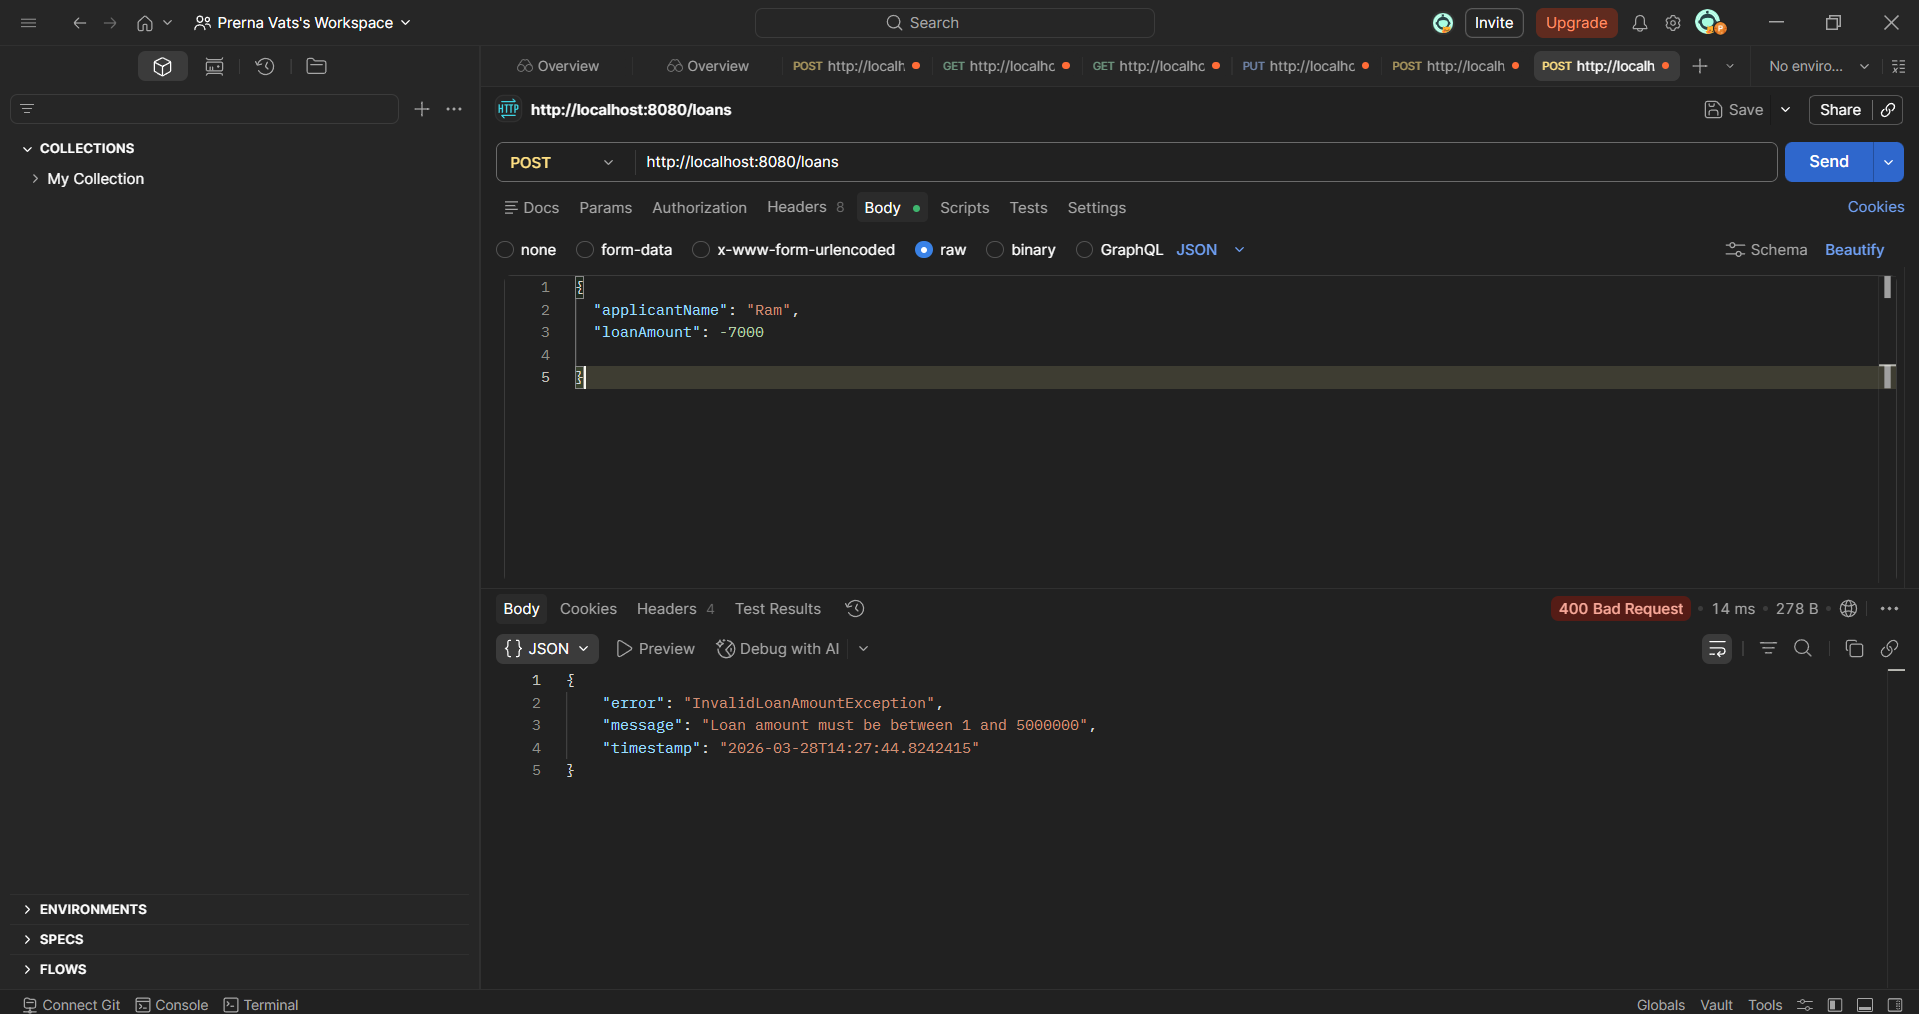 Prerna Vats's Workspace
Search
Invite
Upgrade
Overview
Overview
POST http://localh
GET http://localhc
GET http://localhc
PUT http://localhc
POST http://localh
POST http://localh
No enviro...
HTTP http://localhost:8080/loans
Save
Share
COLLECTIONS
My Collection
POST
http://localhost:8080/loans
Send
Docs
Params
Authorization
Headers 8
Body
Scripts
Tests
Settings
Cookies
none
form-data
x-www-form-urlencoded
raw
binary
GraphQL
JSON
Schema
Beautify
1 {
2 "applicantName": "Ram",
3 "loanAmount": -7000
4
5 }
Body
Cookies
Headers 4
Test Results
400 Bad Request
14 ms
278 B
{} JSON
Preview
Debug with AI
1 {
2 "error": "InvalidLoanAmountException",
3 "message": "Loan amount must be between 1 and 5000000",
4 "timestamp": "2026-03-28T14:27:44.8242415"
5 }
ENVIRONMENTS
SPECS
FLOWS
Connect Git
Console
Terminal
Globals
Vault
Tools